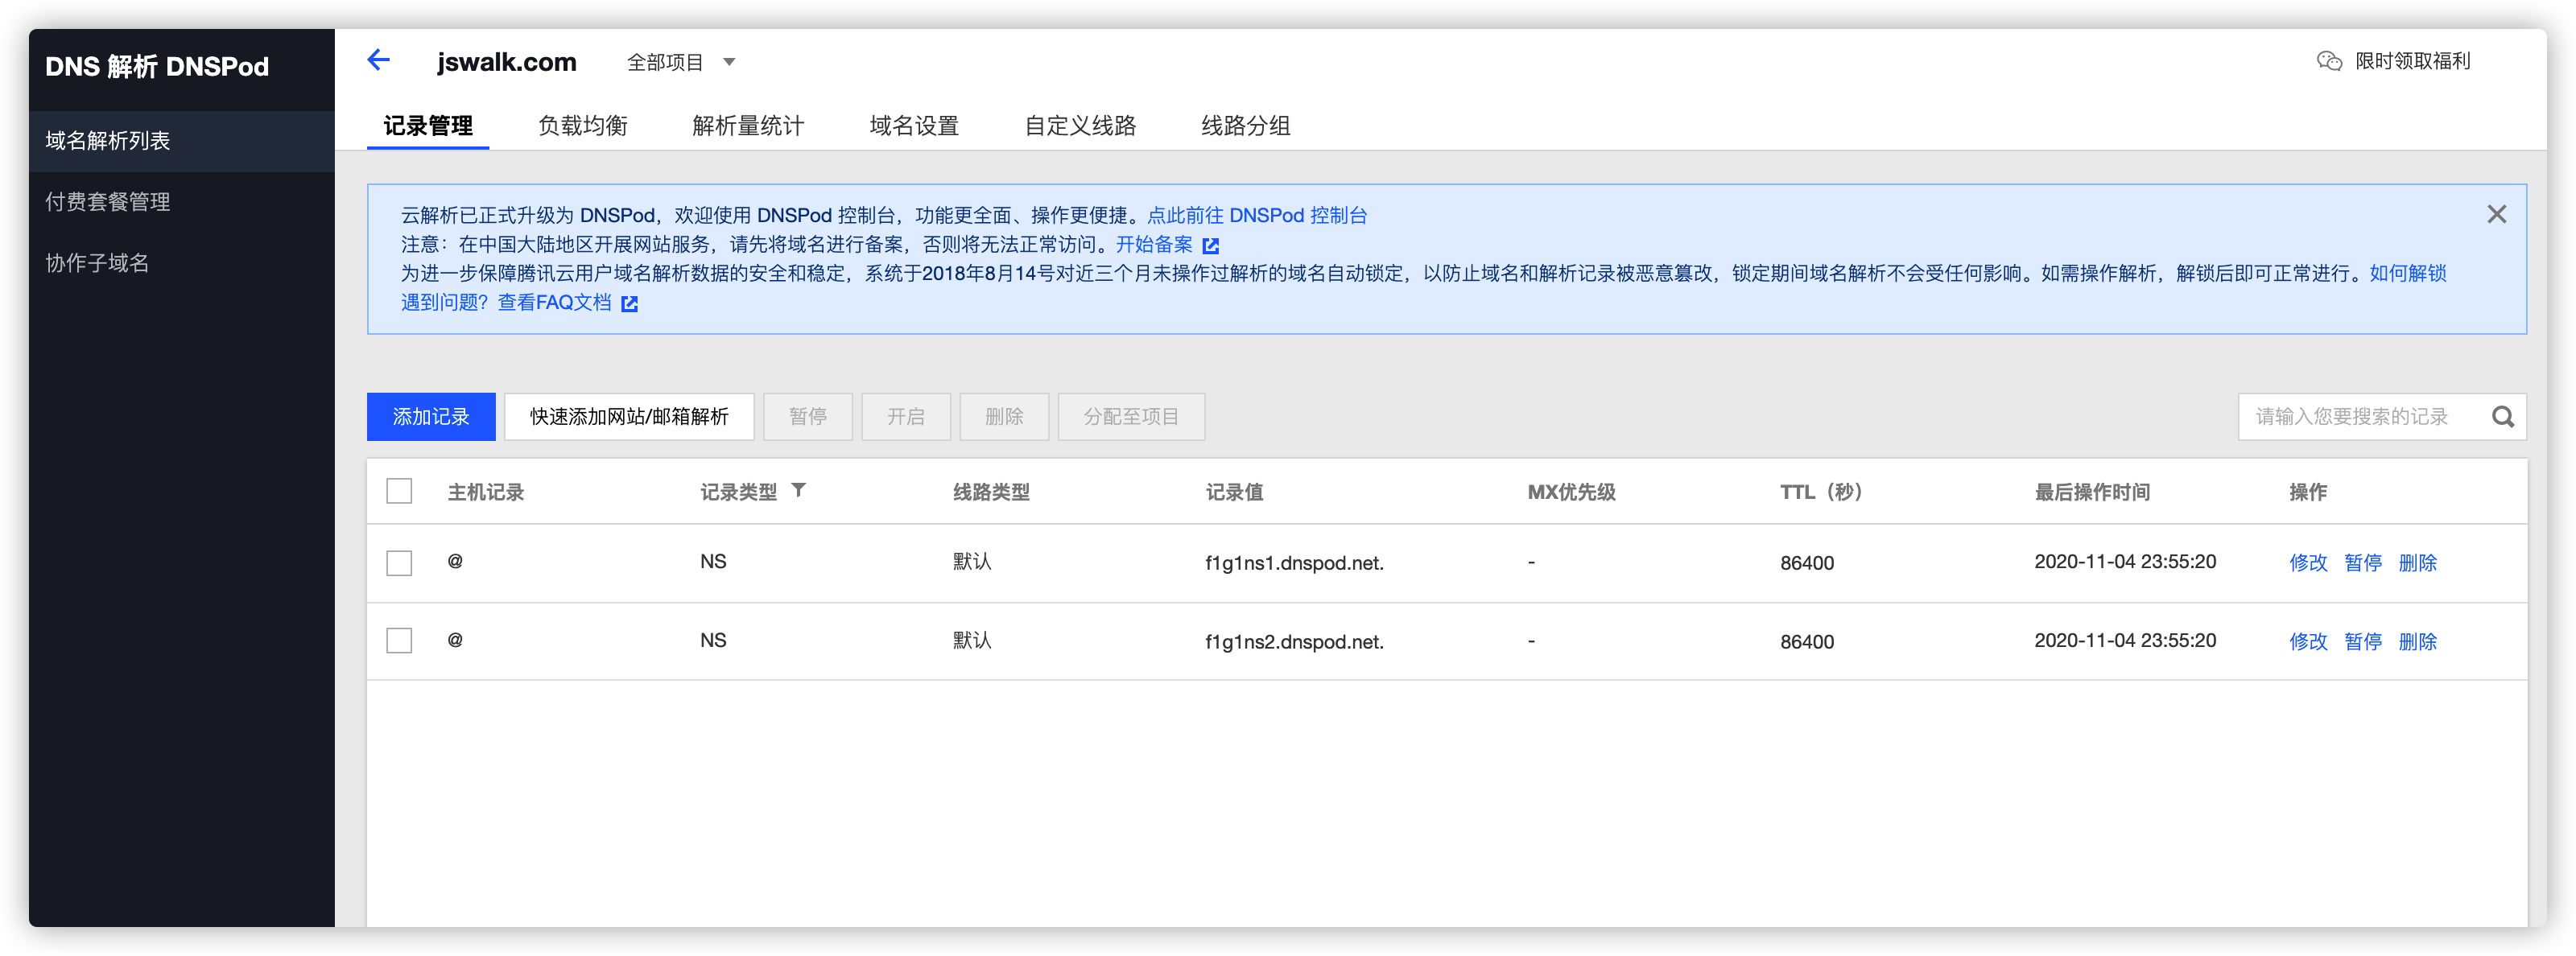 DNS 解析 DNSPod
域名解析列表
付费套餐管理
协作子域名
jswalk.com 全部项目
限时领取福利
记录管理 负载均衡 解析量统计 域名设置 自定义线路 线路分组
云解析已正式升级为 DNSPod，欢迎使用 DNSPod 控制台，功能更全面、操作更便捷。点此前往 DNSPod 控制台
注意：在中国大陆地区开展网站服务，请先将域名进行备案，否则将无法正常访问。开始备案
为进一步保障腾讯云用户域名解析数据的安全和稳定，系统于2018年8月14号对近三个月未操作过解析的域名自动锁定，以防止域名和解析记录被恶意篡改，锁定期间域名解析不会受任何影响。如需操作解析，解锁后即可正常进行。如何解锁
遇到问题？查看FAQ文档
添加记录 快速添加网站/邮箱解析 暂停 开启 删除 分配至项目 请输入您要搜索的记录
主机记录 记录类型 线路类型 记录值 MX优先级 TTL（秒） 最后操作时间 操作
@ NS 默认 f1g1ns1.dnspod.net. - 86400 2020-11-04 23:55:20 修改 暂停 删除
@ NS 默认 f1g1ns2.dnspod.net. - 86400 2020-11-04 23:55:20 修改 暂停 删除